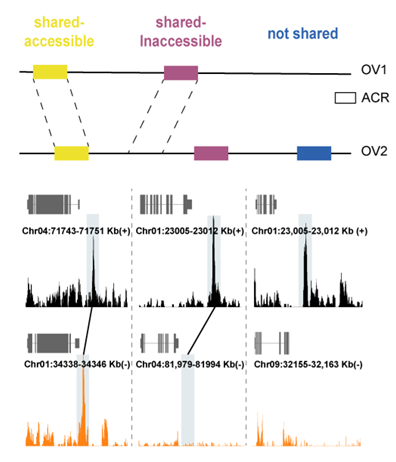 shared-
accessible
shared-
Inaccessible
not shared
OV1
ACR
OV2
Chr04:71743-71751 Kb(+)
Chr01:23005-23012 Kb(+)
Chr01:23,005-23,012 Kb (+)
Chr01:34338-34346 Kb(-)
Chr04:81,979-81994 Kb(-)
Chr09:32155-32,163 Kb(-)